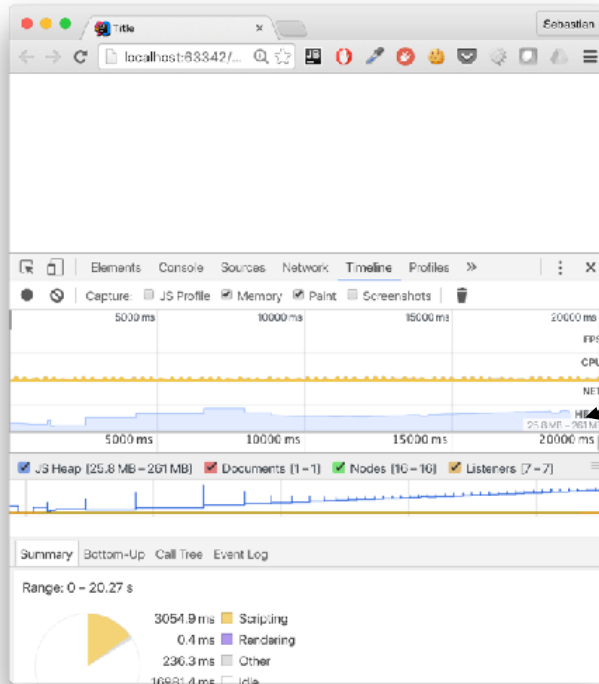 Title
Sebastian
localhost:63342/...
Elements Console Sources Network Timeline Profiles »
Capture: JS Profile Memory Paint Screenshots
5000 ms 10000 ms 15000 ms 20000 ms
FPS
CPU
NET
25.8 MB – 261 M
5000 ms 10000 ms 15000 ms 20000 ms
JS Heap [25.8 MB – 261 MB] Documents [1 – 1] Nodes [16 – 16] Listeners [7 – 7]
Summary Bottom-Up Call Tree Event Log
Range: 0 – 20.27 s
3054.9 ms Scripting
0.4 ms Rendering
236.3 ms Other
16981.4 ms Idle